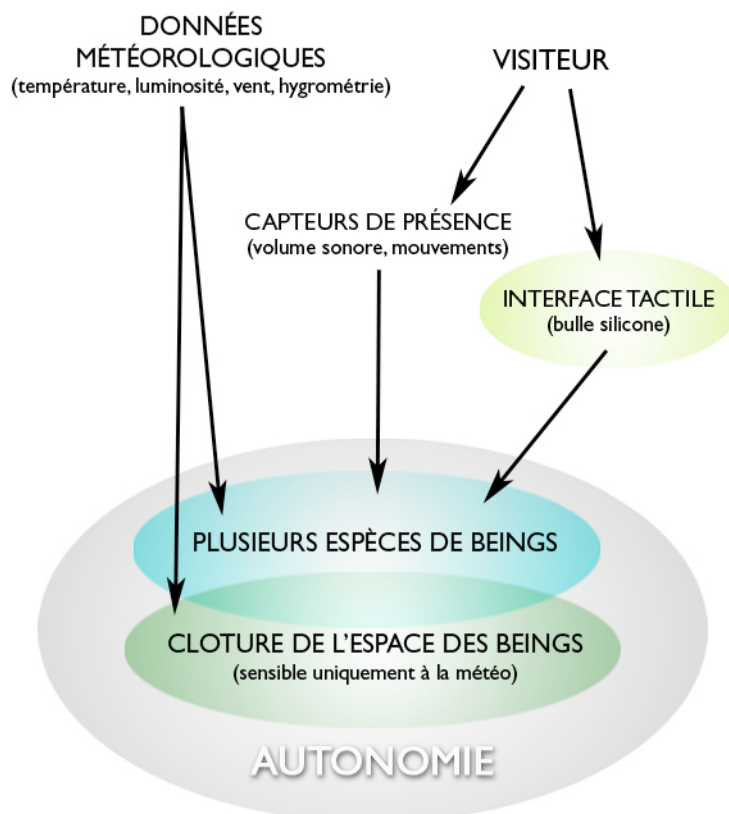 DONNÉES
MÉTÉOROLOGIQUES
(température, luminosité, vent, hygrométrie)
VISITEUR
CAPTEURS DE PRÉSENCE
(volume sonore, mouvements)
INTERFACE TACTILE
(bulle silicone)
PLUSIEURS ESPÈCES DE BEINGS
CLOTURE DE L'ESPACE DES BEINGS
(sensible uniquement à la météo)
AUTONOMIE